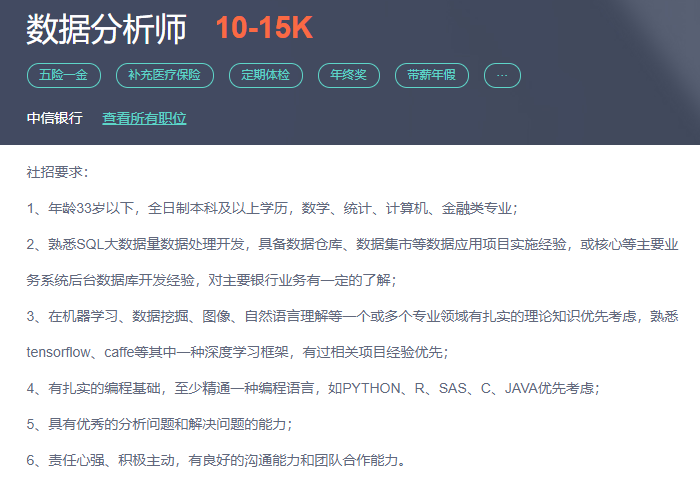 数据分析师 10-15K
五险一金 补充医疗保险 定期体检 年终奖 带薪年假 ···
中信银行 查看所有职位
社招要求：
1、年龄33岁以下，全日制本科及以上学历，数学、统计、计算机、金融类专业；
2、熟悉SQL大数据量数据处理开发，具备数据仓库、数据集市等数据应用项目实施经验，或核心等主要业
务系统后台数据库开发经验，对主要银行业务有一定的了解；
3、在机器学习、数据挖掘、图像、自然语言理解等一个或多个专业领域有扎实的理论知识优先考虑，熟悉
tensorflow、caffe等其中一种深度学习框架，有过相关项目经验优先；
4、有扎实的编程基础，至少精通一种编程语言，如PYTHON、R、SAS、C、JAVA优先考虑；
5、具有优秀的分析问题和解决问题的能力；
6、责任心强、积极主动，有良好的沟通能力和团队合作能力。